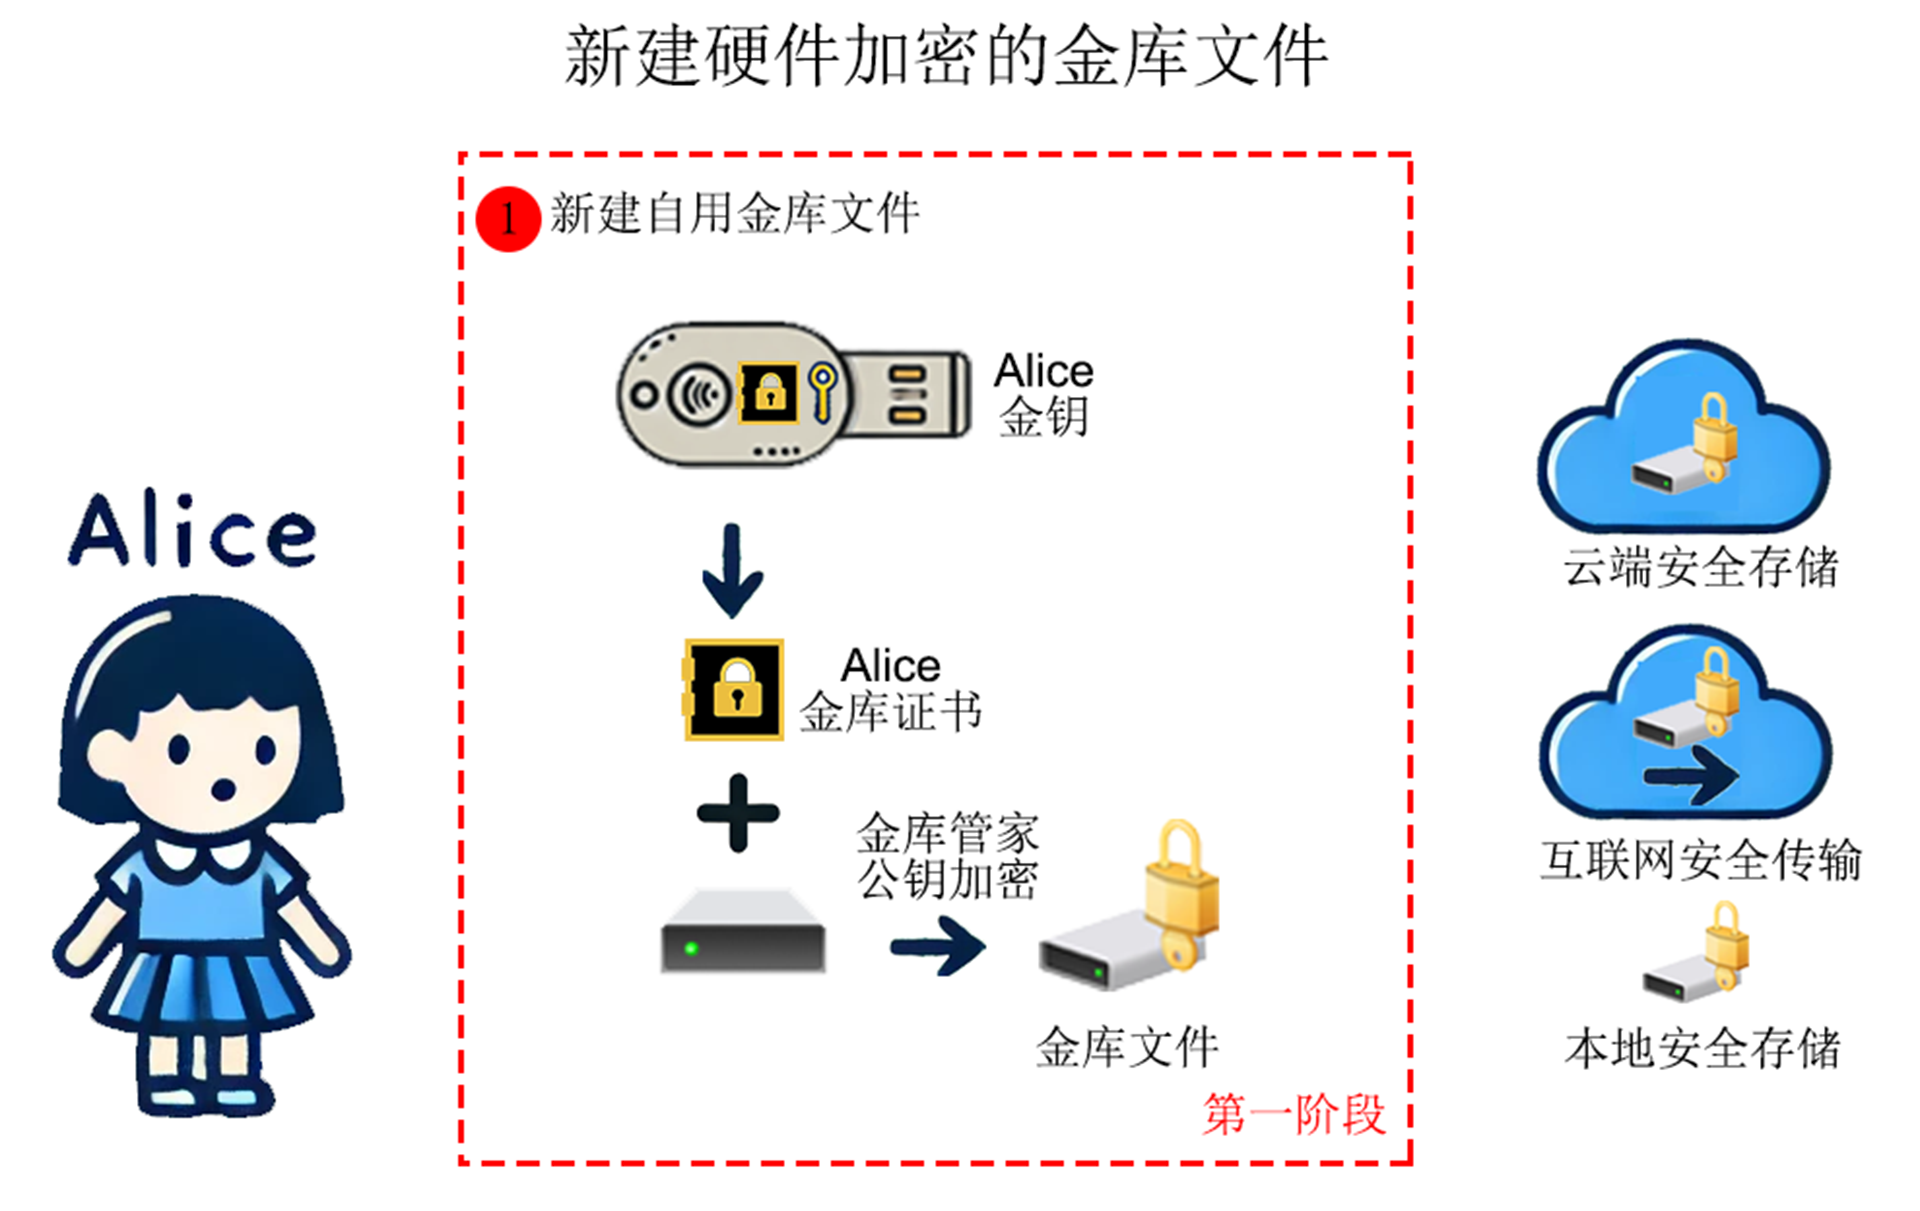 新建硬件加密的金库文件
1 新建自用金库文件
Alice
金钥
Alice
Alice
金库证书
金库管家
公钥加密
金库文件
第一阶段
云端安全存储
互联网安全传输
本地安全存储